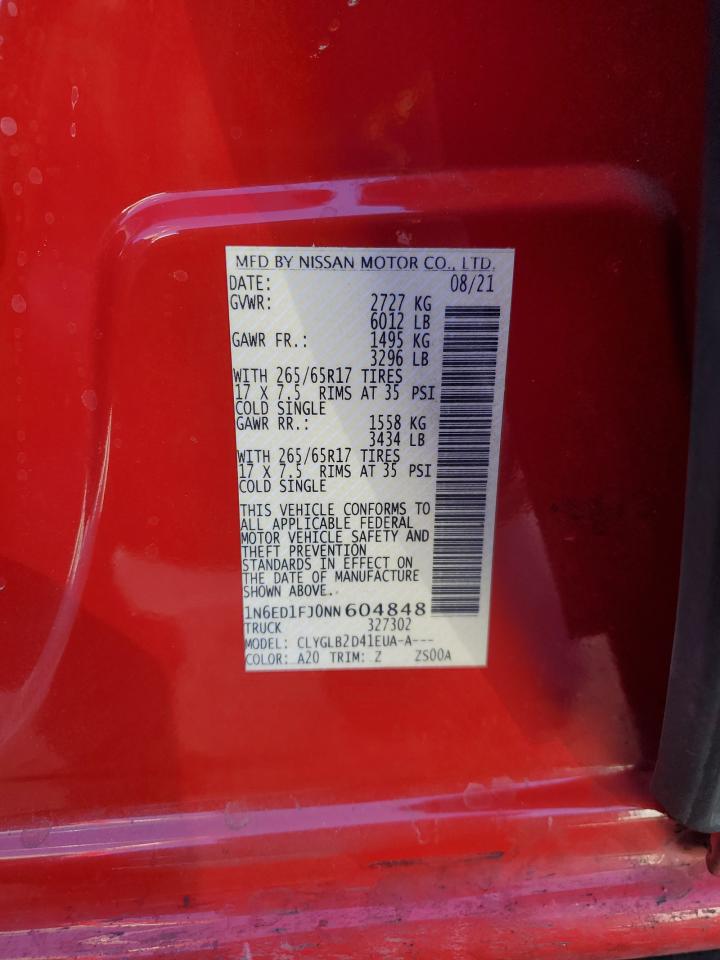 MFD BY NISSAN MOTOR CO., LTD.
DATE: 08/21
GVWR: 2727 KG
6012 LB
GAWR FR.: 1495 KG
3296 LB
WITH 265/65R17 TIRES
17 X 7.5 RIMS AT 35 PSI
COLD SINGLE
GAWR RR.: 1558 KG
3434 LB
WITH 265/65R17 TIRES
17 X 7.5 RIMS AT 35 PSI
COLD SINGLE
THIS VEHICLE CONFORMS TO
ALL APPLICABLE FEDERAL
MOTOR VEHICLE SAFETY AND
THEFT PREVENTION
STANDARDS IN EFFECT ON
THE DATE OF MANUFACTURE
SHOWN ABOVE.
1N6ED1FJ0NN604848
TRUCK 327302
MODEL: CLYGLB2D41EUA-A---
COLOR: A20 TRIM: Z ZS00A